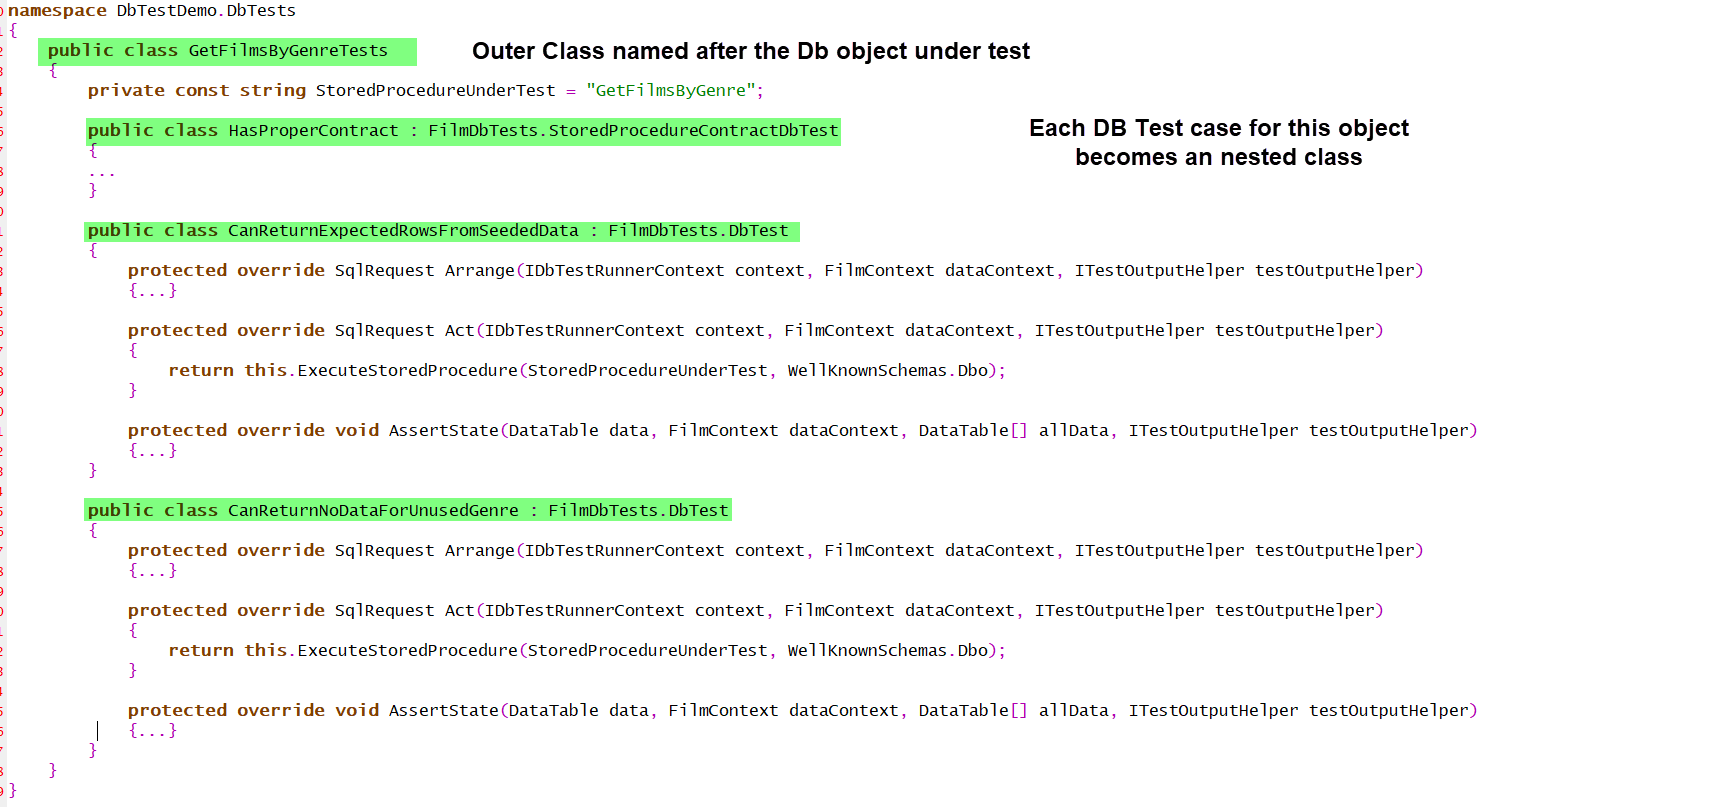 namespace DbTestDemo.DbTests
{
public class GetFilmsByGenreTests
Outer Class named after the Db object under test
{
private const string StoredProcedureUnderTest = "GetFilmsByGenre";
public class HasProperContract : FilmDbTests.StoredProcedureContractDbTest
Each DB Test case for this object
becomes an nested class
{
...
}
public class CanReturnExpectedRowsFromSeededData : FilmDbTests.DbTest
{
protected override SqlRequest Arrange(IDbTestRunnerContext context, FilmContext dataContext, ITestOutputHelper testOutputHelper)
{...}
protected override SqlRequest Act(IDbTestRunnerContext context, FilmContext dataContext, ITestOutputHelper testOutputHelper)
{
return this.ExecuteStoredProcedure(StoredProcedureUnderTest, WellKnownSchemas.Dbo);
}
protected override void AssertState(DataTable data, FilmContext dataContext, DataTable[] allData, ITestOutputHelper testOutputHelper)
{...}
}
public class CanReturnNoDataForUnusedGenre : FilmDbTests.DbTest
{
protected override SqlRequest Arrange(IDbTestRunnerContext context, FilmContext dataContext, ITestOutputHelper testOutputHelper)
{...}
protected override SqlRequest Act(IDbTestRunnerContext context, FilmContext dataContext, ITestOutputHelper testOutputHelper)
{
return this.ExecuteStoredProcedure(StoredProcedureUnderTest, WellKnownSchemas.Dbo);
}
protected override void AssertState(DataTable data, FilmContext dataContext, DataTable[] allData, ITestOutputHelper testOutputHelper)
{...}
}
}
}